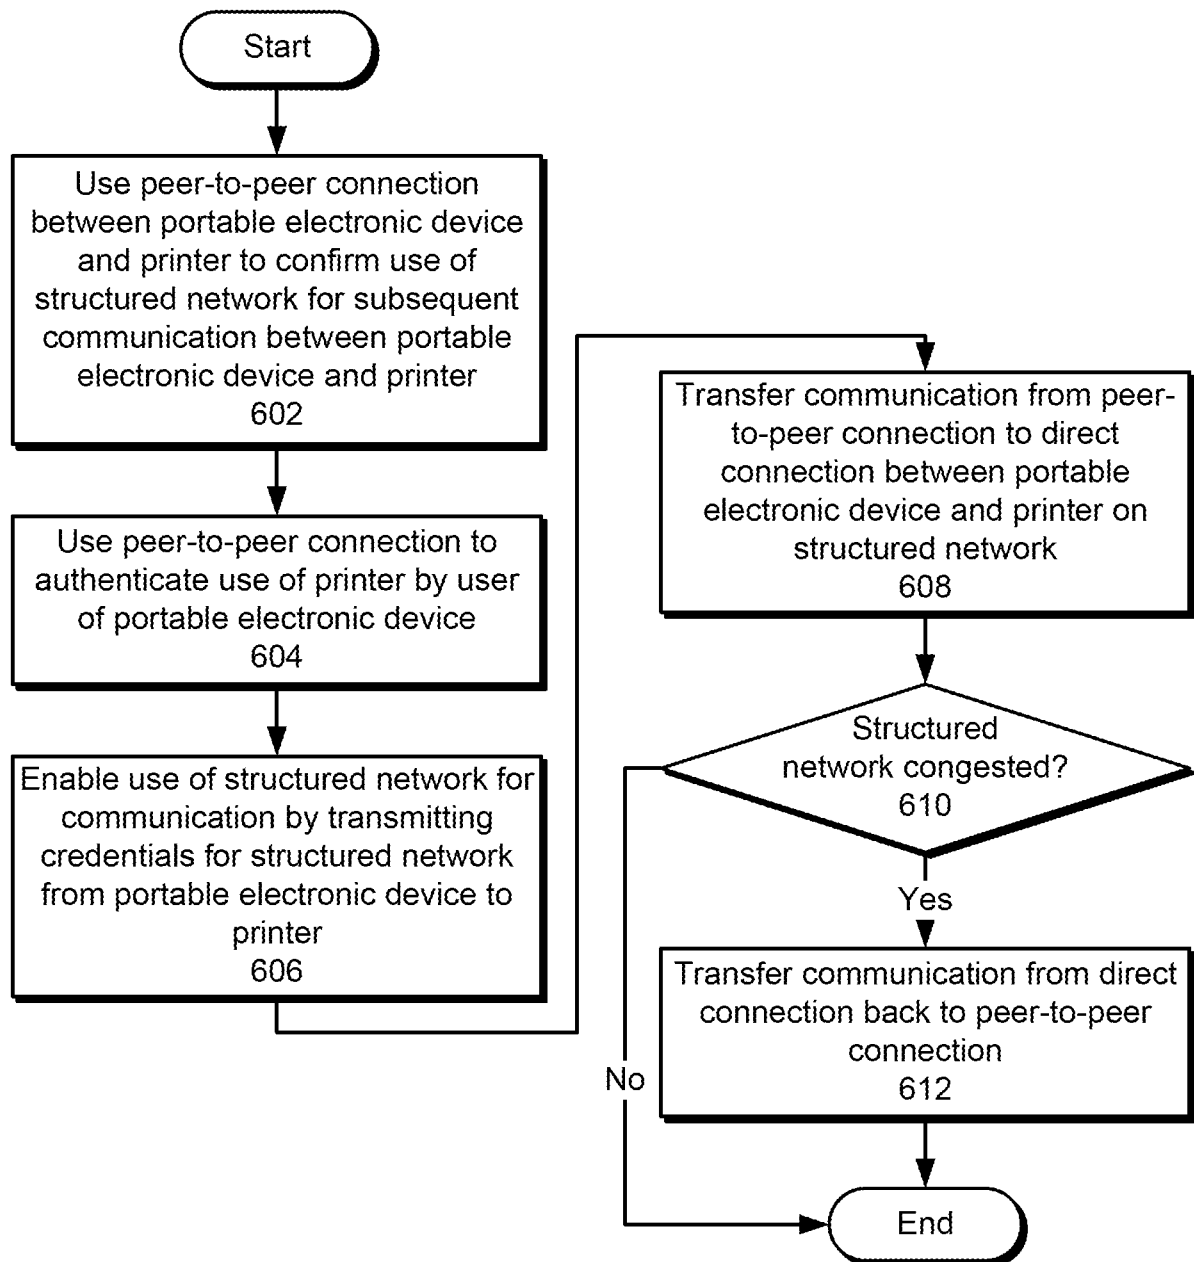 Start
Use peer-to-peer connection
between portable electronic device
and printer to confirm use of
structured network for subsequent
communication between portable
electronic device and printer
602
Use peer-to-peer connection to
authenticate use of printer by user
of portable electronic device
604
Enable use of structured network for
communication by transmitting
credentials for structured network
from portable electronic device to
printer
606
Transfer communication from peer-
to-peer connection to direct
connection between portable
electronic device and printer on
structured network
608
Structured
network congested?
610
Yes
Transfer communication from direct
connection back to peer-to-peer
connection
612
No
End